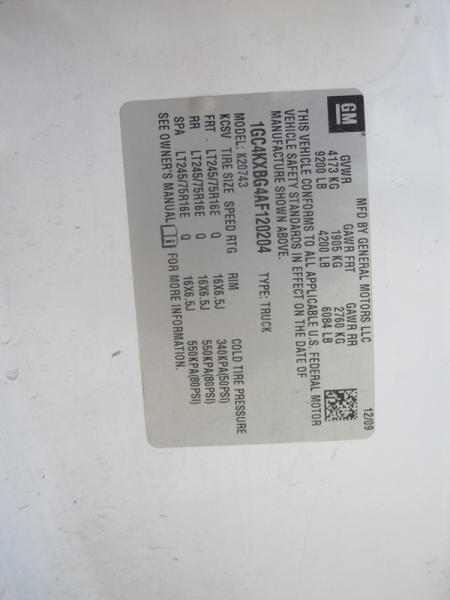 GM
MFD BY GENERAL MOTORS LLC 12/09
GVWR GAWR FRT GAWR RR
4173 KG 1905 KG 2760 KG
9200 LB 4200 LB 6084 LB
THIS VEHICLE CONFORMS TO ALL APPLICABLE U.S. FEDERAL MOTOR
VEHICLE SAFETY STANDARDS IN EFFECT ON THE DATE OF
MANUFACTURE SHOWN ABOVE.
1GC4KXBG4AF120204 TYPE: TRUCK
MODEL: K20743
KCSV TIRE SIZE SPEED RTG RIM COLD TIRE PRESSURE
FRT LT245/75R16E Q 16X6.5J 340KPA(50PSI)
RR LT245/75R16E Q 16X6.5J 550KPA(80PSI)
SPA LT245/75R16E Q 16X6.5J 550KPA(80PSI)
SEE OWNER'S MANUAL FOR MORE INFORMATION.